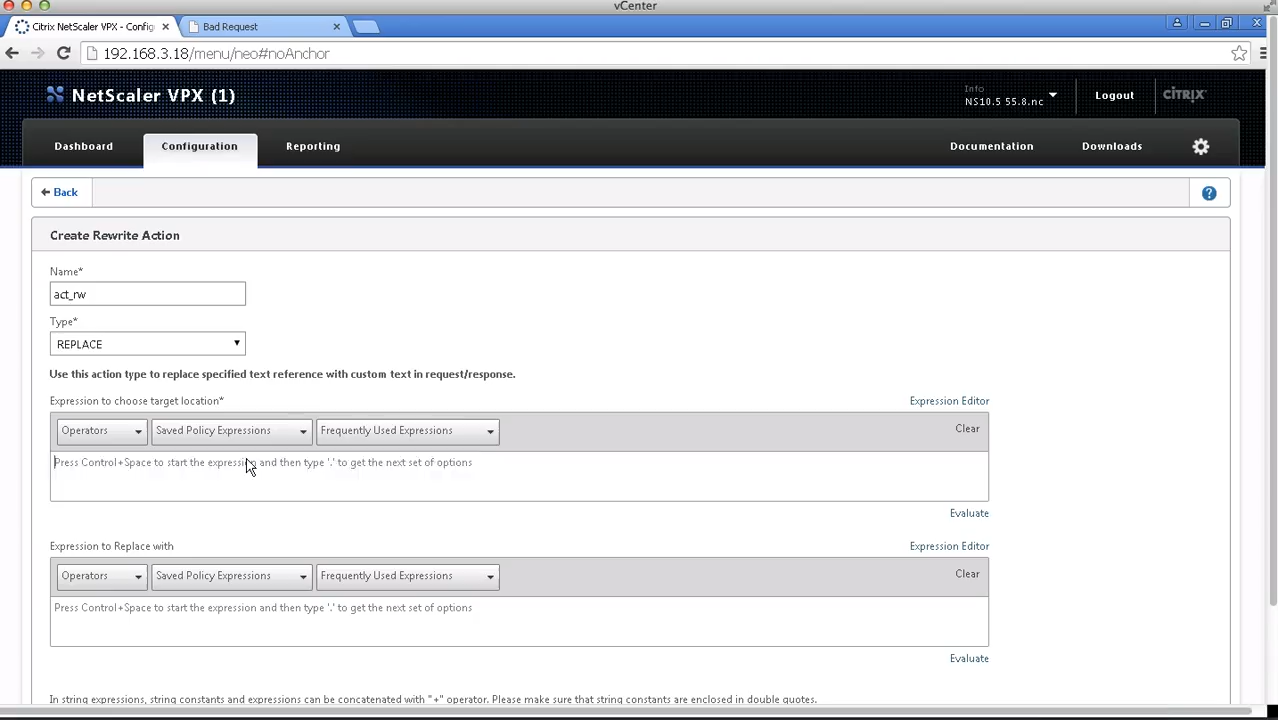 vCenter
Citrix NetScaler VPX - Config
Bad Request
192.168.3.18/menu/neo#noAnchor
NetScaler VPX (1)
Info
NS10.5 55.8.nc
Logout
CITRIX
Dashboard
Configuration
Reporting
Documentation
Downloads
Back
?
Create Rewrite Action
Name*
act_rw
Type*
REPLACE
Use this action type to replace specified text reference with custom text in request/response.
Expression to choose target location*
Expression Editor
Operators
Saved Policy Expressions
Frequently Used Expressions
Clear
Press Control+Space to start the expression and then type '.' to get the next set of options
Evaluate
Expression to Replace with
Expression Editor
Operators
Saved Policy Expressions
Frequently Used Expressions
Clear
Press Control+Space to start the expression and then type '.' to get the next set of options
Evaluate
In string expressions, string constants and expressions can be concatenated with "+" operator. Please make sure that string constants are enclosed in double quotes.